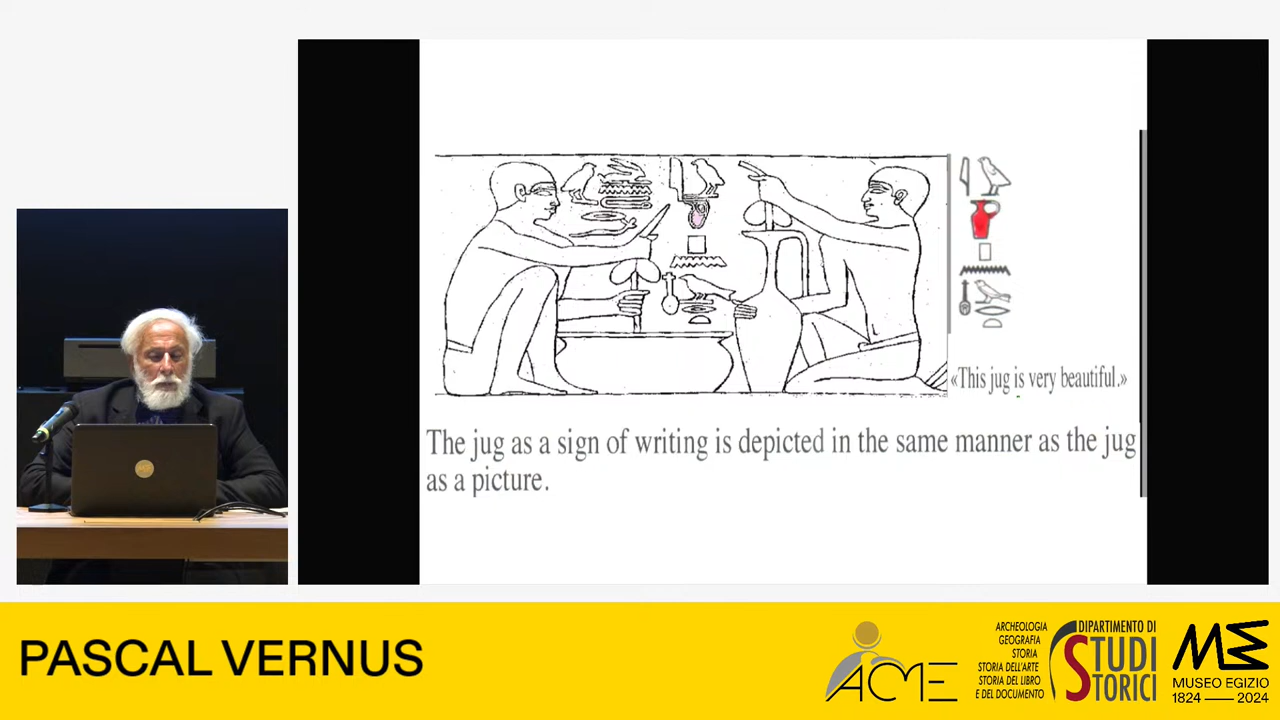 «This jug is very beautiful.»
The jug as a sign of writing is depicted in the same manner as the jug
as a picture.
PASCAL VERNUS
ACME
ARCHEOLOGIA
GEOGRAFIA
STORIA
STORIA DELL'ARTE
STORIA DEL LIBRO
E DEL DOCUMENTO
DIPARTIMENTO DI
STUDI
STORICI
ME
MUSEO EGIZIO
1824 — 2024